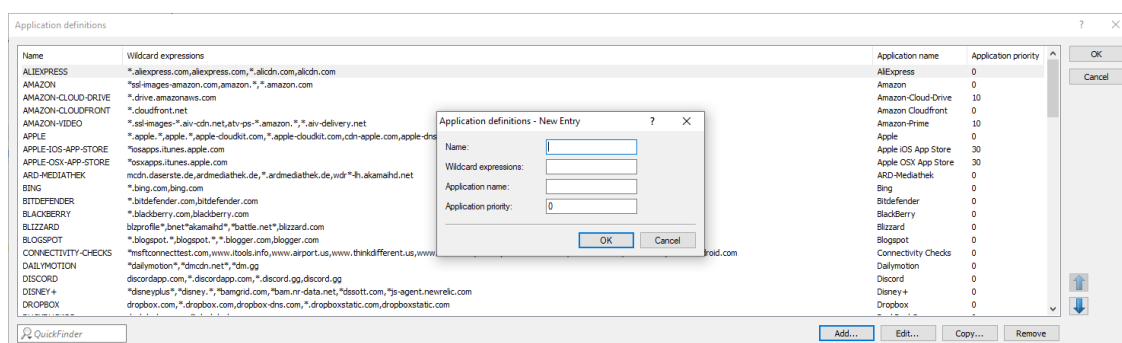 Application definitions
? ×
Name Wildcard expressions Application name Application priority
OK
Cancel
ALIEXPRESS *.aliexpress.com,aliexpress.com,*.alicdn.com,alicdn.com AliExpress 0
AMAZON *ssl-images-amazon.com,amazon.*,*.amazon.com Amazon 0
AMAZON-CLOUD-DRIVE *.drive.amazonaws.com Amazon-Cloud-Drive 10
AMAZON-CLOUDFRONT *.cloudfront.net Amazon Cloudfront 0
AMAZON-VIDEO *.ssl-images-*.aiv-cdn.net,atv-ps-*.amazon.*,*.aiv-delivery.net Amazon-Prime 10
APPLE *.apple.*,apple.*,apple-cloudkit.com,*.apple-cloudkit.com,cdn-apple.com,apple-dns Apple 0
APPLE-IOS-APP-STORE *iosapps.itunes.apple.com Apple iOS App Store 30
APPLE-OSX-APP-STORE *osxapps.itunes.apple.com Apple OSX App Store 30
ARD-MEDIATHEK mcdn.daserste.de,ardmediathek.de,*.ardmediathek.de,wdr*-lh.akamaihd.net ARD-Mediathek 0
BING *.bing.com,bing.com Bing 0
BITDEFENDER *.bitdefender.com,bitdefender.com Bitdefender 0
BLACKBERRY *.blackberry.com,blackberry.com BlackBerry 0
BLIZZARD blzprofile*,bnet*akamaihd*,*battle.net*,blizzard.com Blizzard 0
BLOGSPOT *.blogspot.*,blogspot.*,*.blogger.com,blogger.com Blogspot 0
CONNECTIVITY-CHECKS *msftconnecttest.com,www.itools.info,www.airport.us,www.thinkdifferent.us,www. roid.com Connectivity Checks 0
DAILYMOTION *dailymotion*,*dmcdn.net*,*dm.gg Dailymotion 0
DISCORD discordapp.com,*.discordapp.com,*.discord.gg,discord.gg Discord 0
DISNEY+ *disneyplus*,*disney.*,*bamgrid.com,*bam.nr-data.net,*dssott.com,*js-agent.newrelic.com Disney+ 0
DROPBOX dropbox.com,*.dropbox.com,dropbox-dns.com,*.dropboxstatic.com,dropboxstatic.com Dropbox 0
Application definitions - New Entry ? ×
Name:
Wildcard expressions:
Application name:
Application priority: 0
OK Cancel
QuickFinder
Add... Edit... Copy... Remove